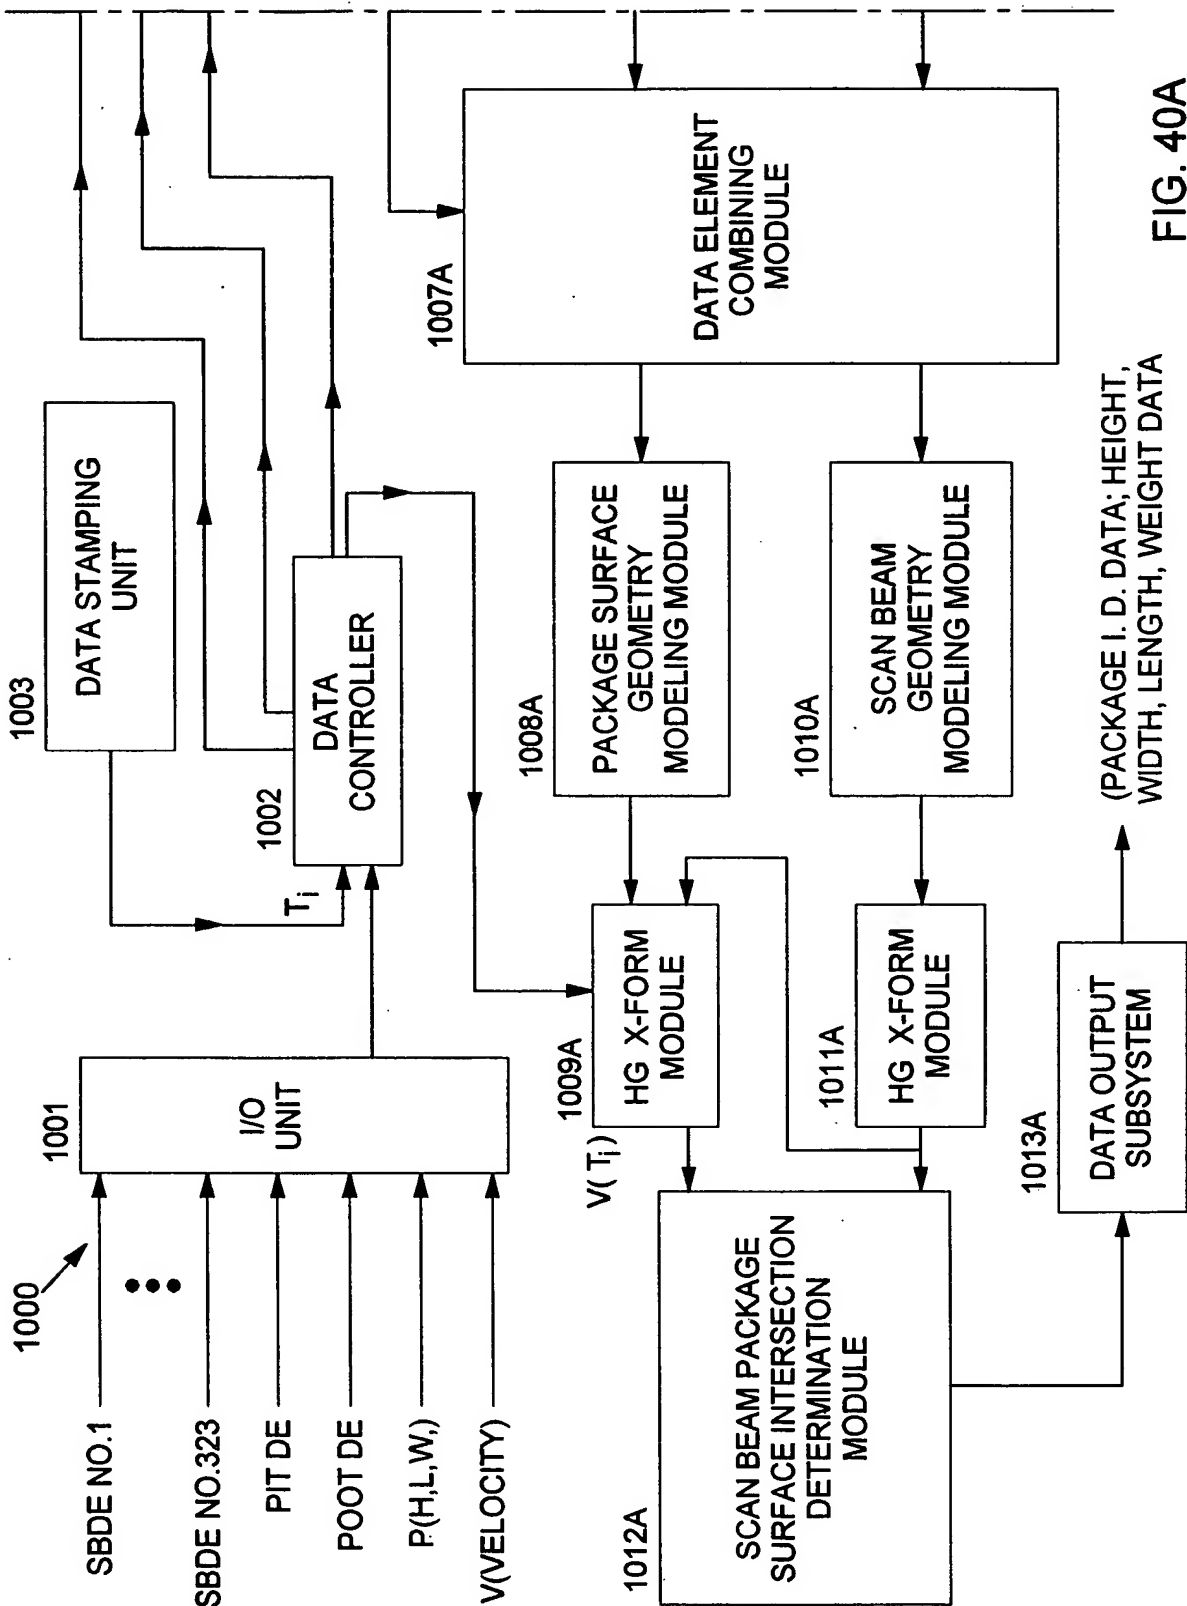 1000
SBDE NO.1
•••
SBDE NO.323
PIT DE
POOT DE
P(H,L,W,)
V(VELOCITY)
1001
I/O
UNIT
1003
DATA STAMPING
UNIT
Ti
1002
DATA
CONTROLLER
1007A
DATA ELEMENT
COMBINING
MODULE
1008A
PACKAGE SURFACE
GEOMETRY
MODELING MODULE
1009A
HG X-FORM
MODULE
V( Ti)
1010A
SCAN BEAM
GEOMETRY
MODELING MODULE
1011A
HG X-FORM
MODULE
1012A
SCAN BEAM PACKAGE
SURFACE INTERSECTION
DETERMINATION
MODULE
1013A
DATA OUTPUT
SUBSYSTEM
(PACKAGE I. D. DATA; HEIGHT,
WIDTH, LENGTH, WEIGHT DATA
FIG. 40A